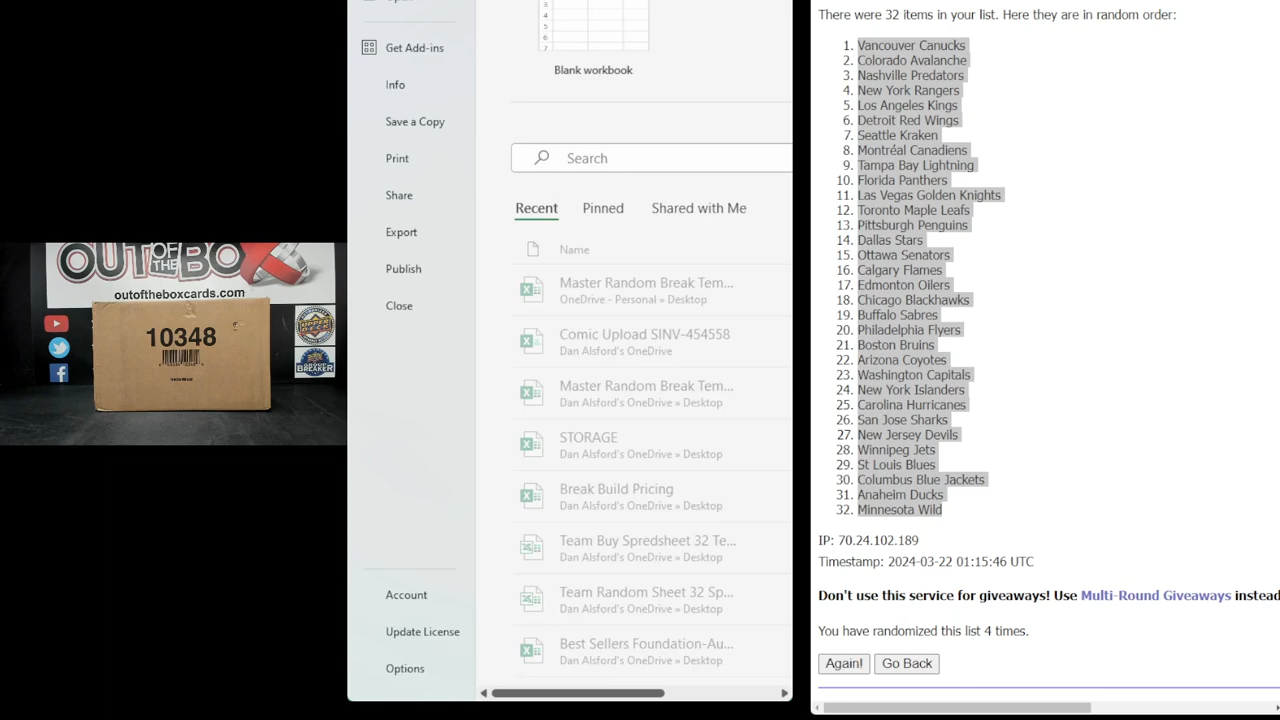 OUT OF THE BOX
outoftheboxcards.com
10348
UPPER DECK
GROUP BREAKER
Get Add-ins
Info
Save a Copy
Print
Share
Export
Publish
Close
Account
Update License
Options
Blank workbook
Search
Recent Pinned Shared with Me
Name
Master Random Break Tem...
OneDrive - Personal » Desktop
Comic Upload SINV-454558
Dan Alsford's OneDrive
Master Random Break Tem...
Dan Alsford's OneDrive » Desktop
STORAGE
Dan Alsford's OneDrive » Desktop
Break Build Pricing
Dan Alsford's OneDrive » Desktop
Team Buy Spredsheet 32 Te...
Dan Alsford's OneDrive » Desktop
Team Random Sheet 32 Sp...
Dan Alsford's OneDrive » Desktop
Best Sellers Foundation-Au...
Dan Alsford's OneDrive » Desktop
There were 32 items in your list. Here they are in random order:
1. Vancouver Canucks
2. Colorado Avalanche
3. Nashville Predators
4. New York Rangers
5. Los Angeles Kings
6. Detroit Red Wings
7. Seattle Kraken
8. Montréal Canadiens
9. Tampa Bay Lightning
10. Florida Panthers
11. Las Vegas Golden Knights
12. Toronto Maple Leafs
13. Pittsburgh Penguins
14. Dallas Stars
15. Ottawa Senators
16. Calgary Flames
17. Edmonton Oilers
18. Chicago Blackhawks
19. Buffalo Sabres
20. Philadelphia Flyers
21. Boston Bruins
22. Arizona Coyotes
23. Washington Capitals
24. New York Islanders
25. Carolina Hurricanes
26. San Jose Sharks
27. New Jersey Devils
28. Winnipeg Jets
29. St Louis Blues
30. Columbus Blue Jackets
31. Anaheim Ducks
32. Minnesota Wild
IP: 70.24.102.189
Timestamp: 2024-03-22 01:15:46 UTC
Don't use this service for giveaways! Use Multi-Round Giveaways instead
You have randomized this list 4 times.
Again! Go Back